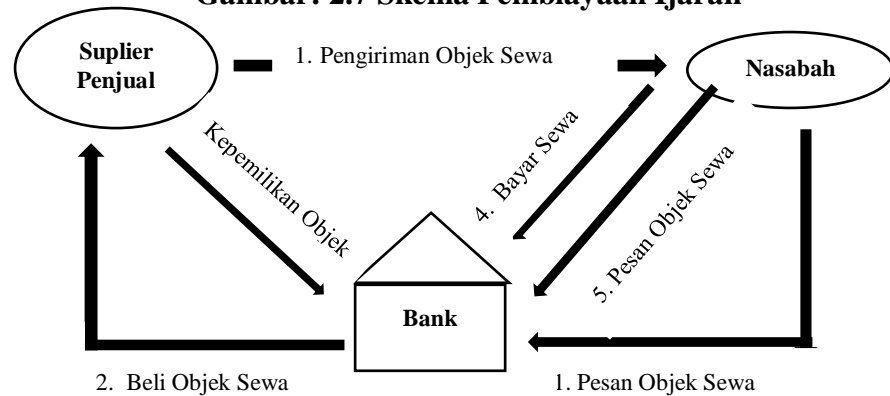 Gambar: 2.7 Skema Pembiayaan Ijarah
Suplier
Penjual
1. Pengiriman Objek Sewa
Nasabah
Kepemilikan Objek
4. Bayar Sewa
5. Pesan Objek Sewa
Bank
2. Beli Objek Sewa
1. Pesan Objek Sewa